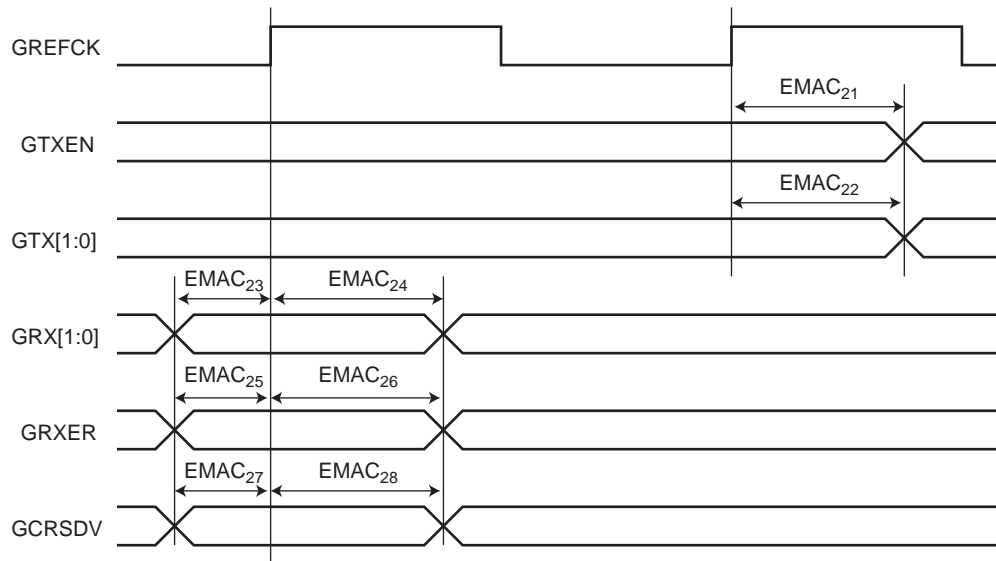 GREFCK
EMAC21
GTXEN
EMAC22
GTX[1:0]
EMAC23 EMAC24
GRX[1:0]
EMAC25 EMAC26
GRXER
EMAC27 EMAC28
GCRSDV